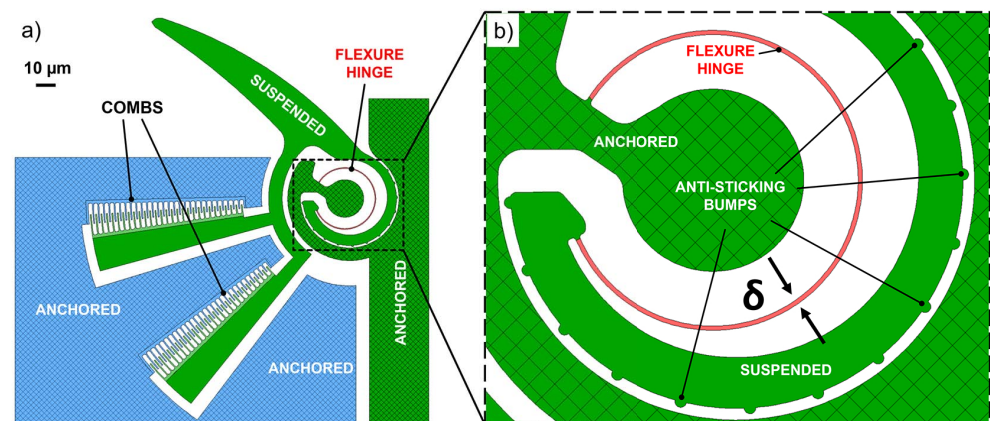 a)
10 µm
COMBS
FLEXURE
HINGE
SUSPENDED
ANCHORED
ANCHORED
ANCHORED
b)
FLEXURE
HINGE
ANCHORED
ANTI-STICKING
BUMPS
δ
SUSPENDED